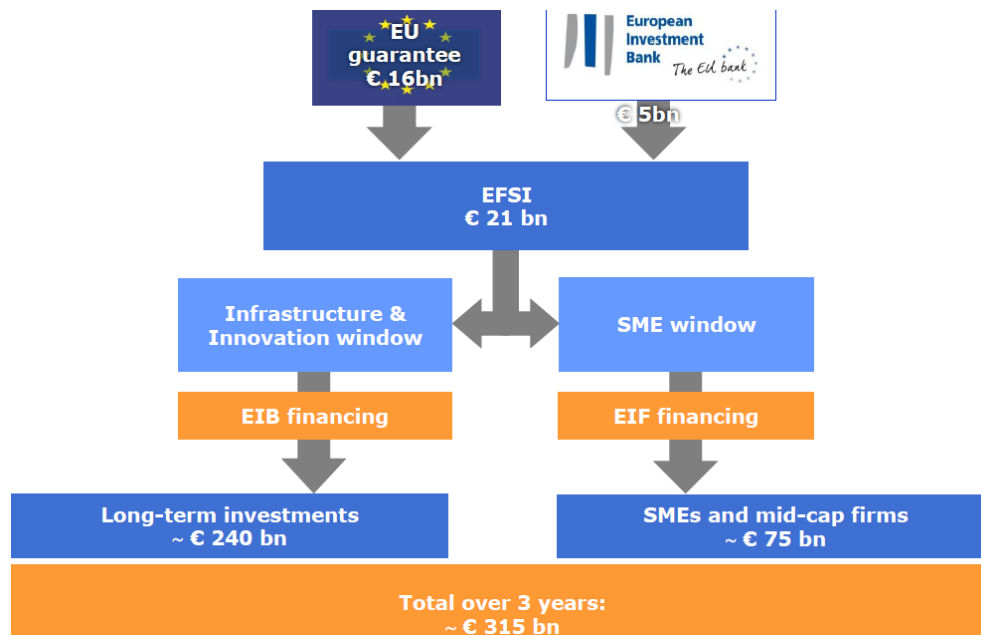 EU
guarantee
€ 16bn
European
Investment
Bank
The EU bank
€ 5bn
EFSI
€ 21 bn
Infrastructure &
Innovation window
SME window
EIB financing
EIF financing
Long-term investments
~ € 240 bn
SMEs and mid-cap firms
~ € 75 bn
Total over 3 years:
~ € 315 bn